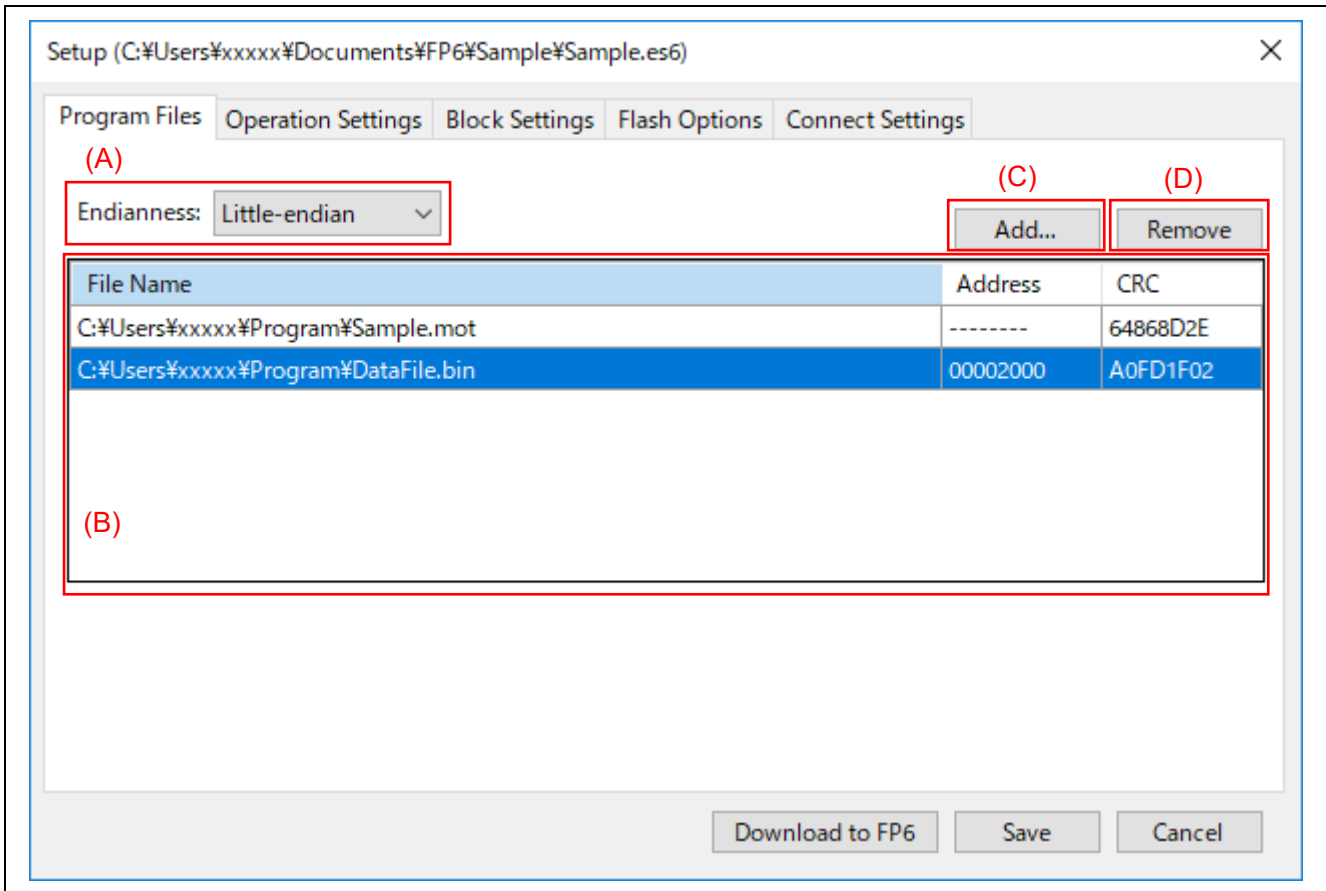 Setup (C:¥Users¥xxxxx¥Documents¥FP6¥Sample¥Sample.es6)
Program Files Operation Settings Block Settings Flash Options Connect Settings
(A) (C) (D)
Endianness: Little-endian Add... Remove
File Name Address CRC
C:¥Users¥xxxxx¥Program¥Sample.mot -------- 64868D2E
C:¥Users¥xxxxx¥Program¥DataFile.bin 00002000 A0FD1F02
(B)
Download to FP6 Save Cancel